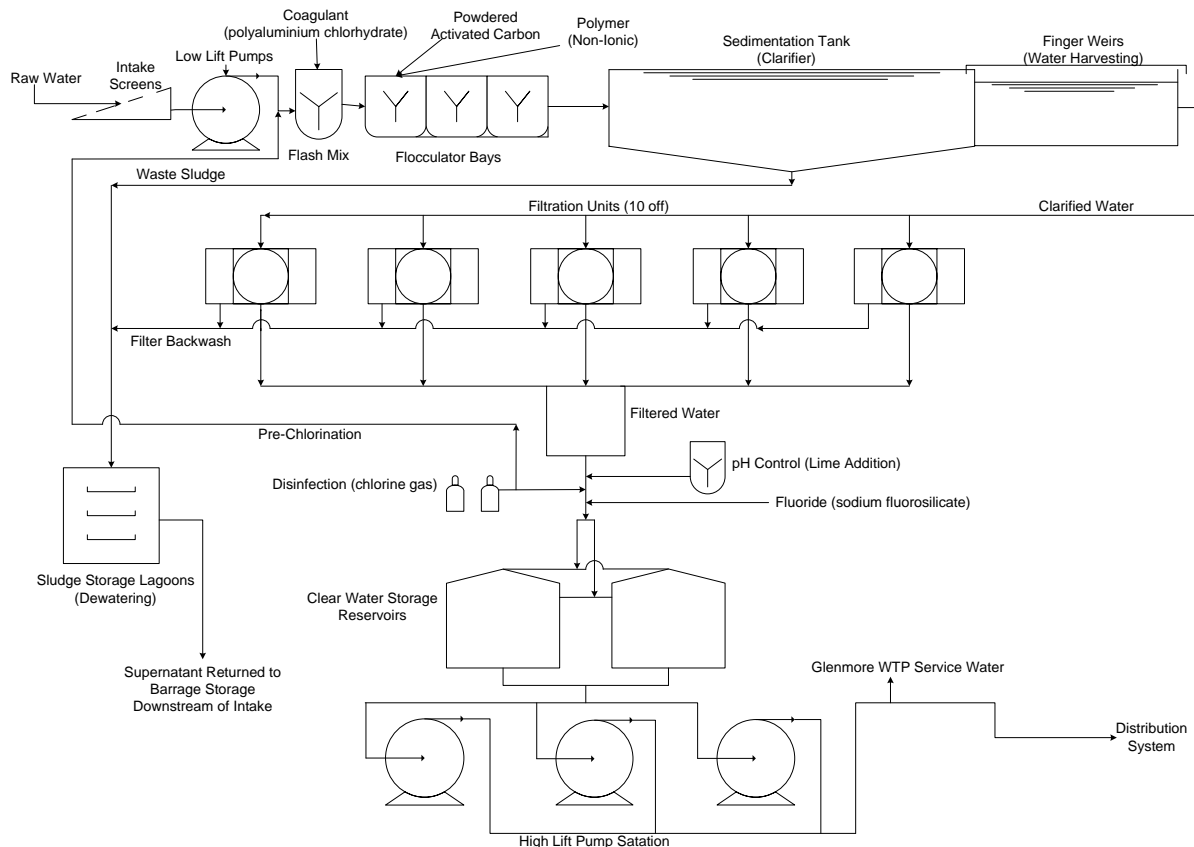 Coagulant
(polyaluminium chlorhydrate)
Powdered
Activated Carbon
Polymer
(Non-Ionic)
Sedimentation Tank
(Clarifier)
Finger Weirs
(Water Harvesting)
Low Lift Pumps
Intake
Screens
Raw Water
Flash Mix
Flocculator Bays
Waste Sludge
Filtration Units (10 off)
Clarified Water
Filter Backwash
Filtered Water
Pre-Chlorination
pH Control (Lime Addition)
Disinfection (chlorine gas)
Fluoride (sodium fluorosilicate)
Sludge Storage Lagoons
(Dewatering)
Clear Water Storage
Reservoirs
Supernatant Returned to
Barrage Storage
Downstream of Intake
Glenmore WTP Service Water
Distribution
System
High Lift Pump Satation